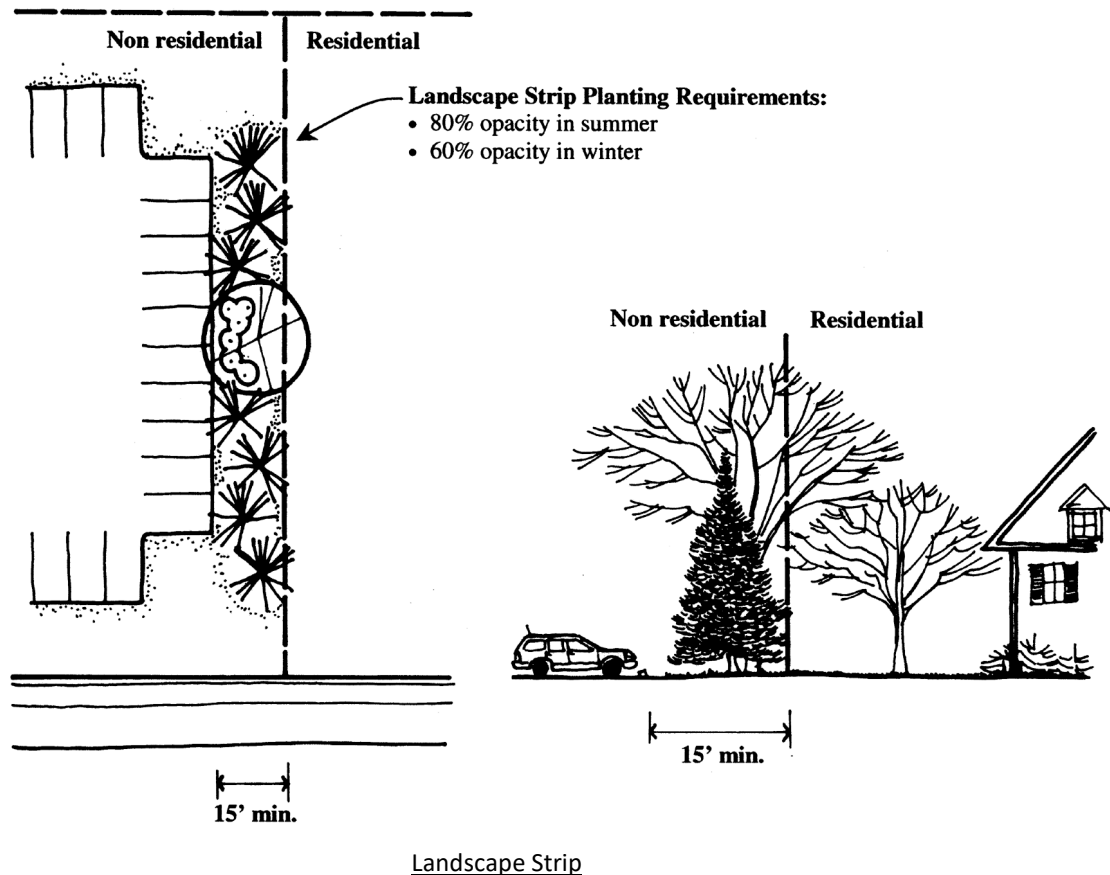 Non residential
Residential
Landscape Strip Planting Requirements:
• 80% opacity in summer
• 60% opacity in winter
Non residential
Residential
15’ min.
15’ min.
Landscape Strip